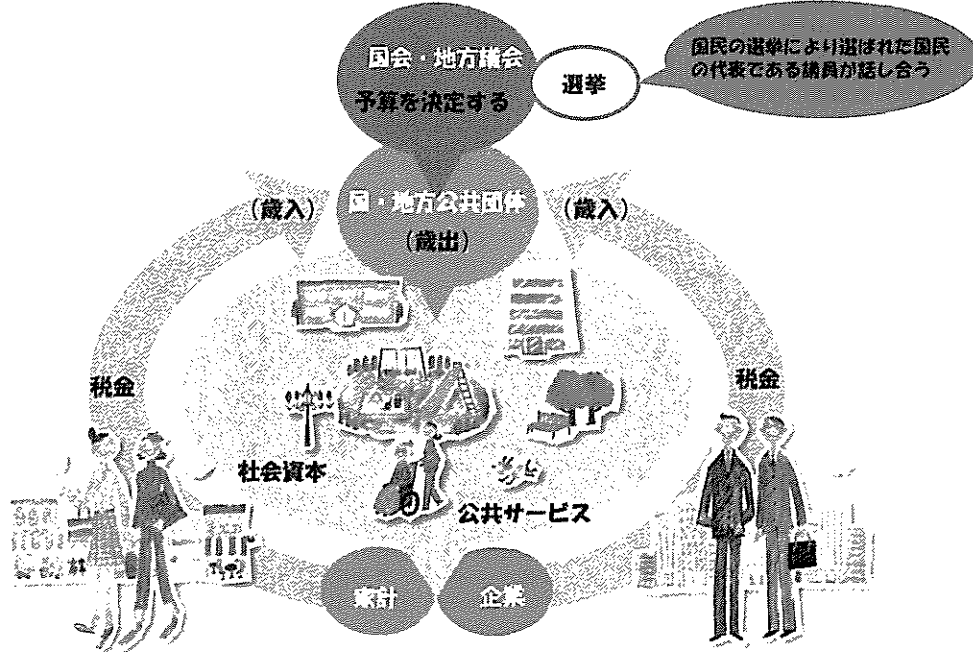 国会・地方議会
予算を決定する
選挙
国民の選挙により選ばれた国民
の代表である議員が話し合う
(歳入)
国・地方公共団体
(歳出)
(歳入)
税金
税金
社会資本
公共サービス
家計
企業